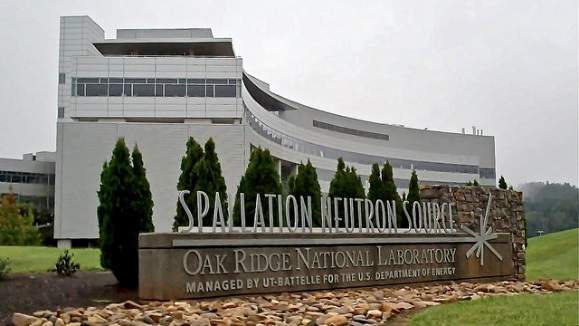 SPALLATION NEUTRON SOURCE
OAK RIDGE NATIONAL LABORATORY
MANAGED BY UT-BATTELLE FOR THE U.S. DEPARTMENT OF ENERGY